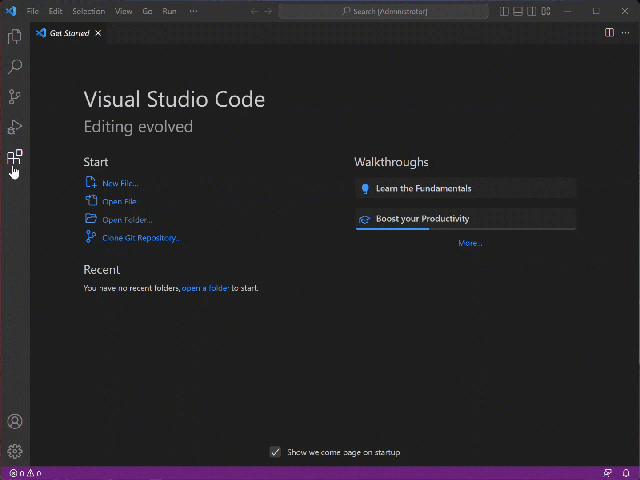 File Edit Selection View Go Run ···
Search [Administrator]
Get Started
Visual Studio Code
Editing evolved
Start
New File...
Open File
Open Folder...
Clone Git Repository...
Recent
You have no recent folders, open a folder to start.
Walkthroughs
Learn the Fundamentals
Boost your Productivity
More...
Show welcome page on startup
0 0